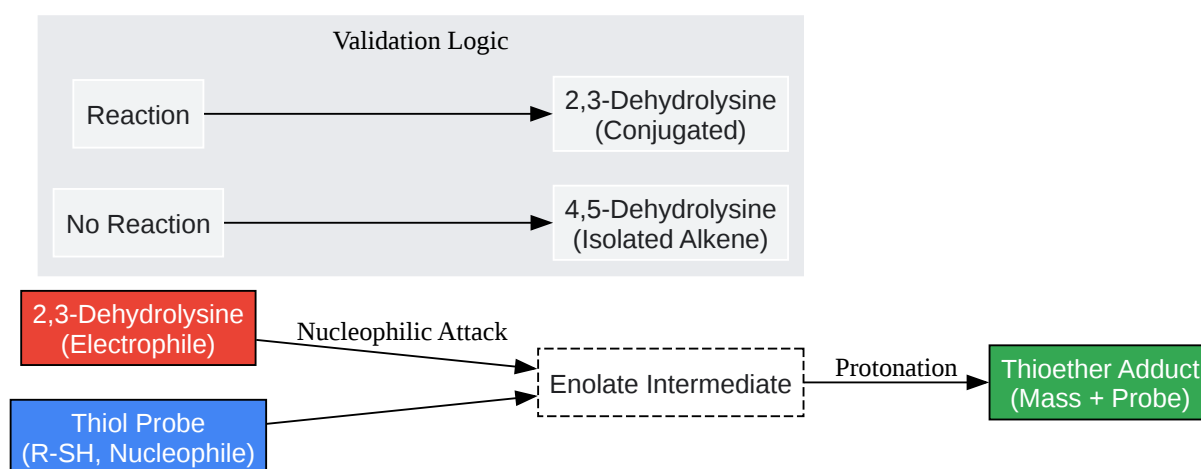 Validation Logic
Reaction
2,3-Dehydrolysine
(Conjugated)
No Reaction
4,5-Dehydrolysine
(Isolated Alkene)
2,3-Dehydrolysine
(Electrophile)
Nucleophilic Attack
Thiol Probe
(R-SH, Nucleophile)
Enolate Intermediate
Protonation
Thioether Adduct
(Mass + Probe)